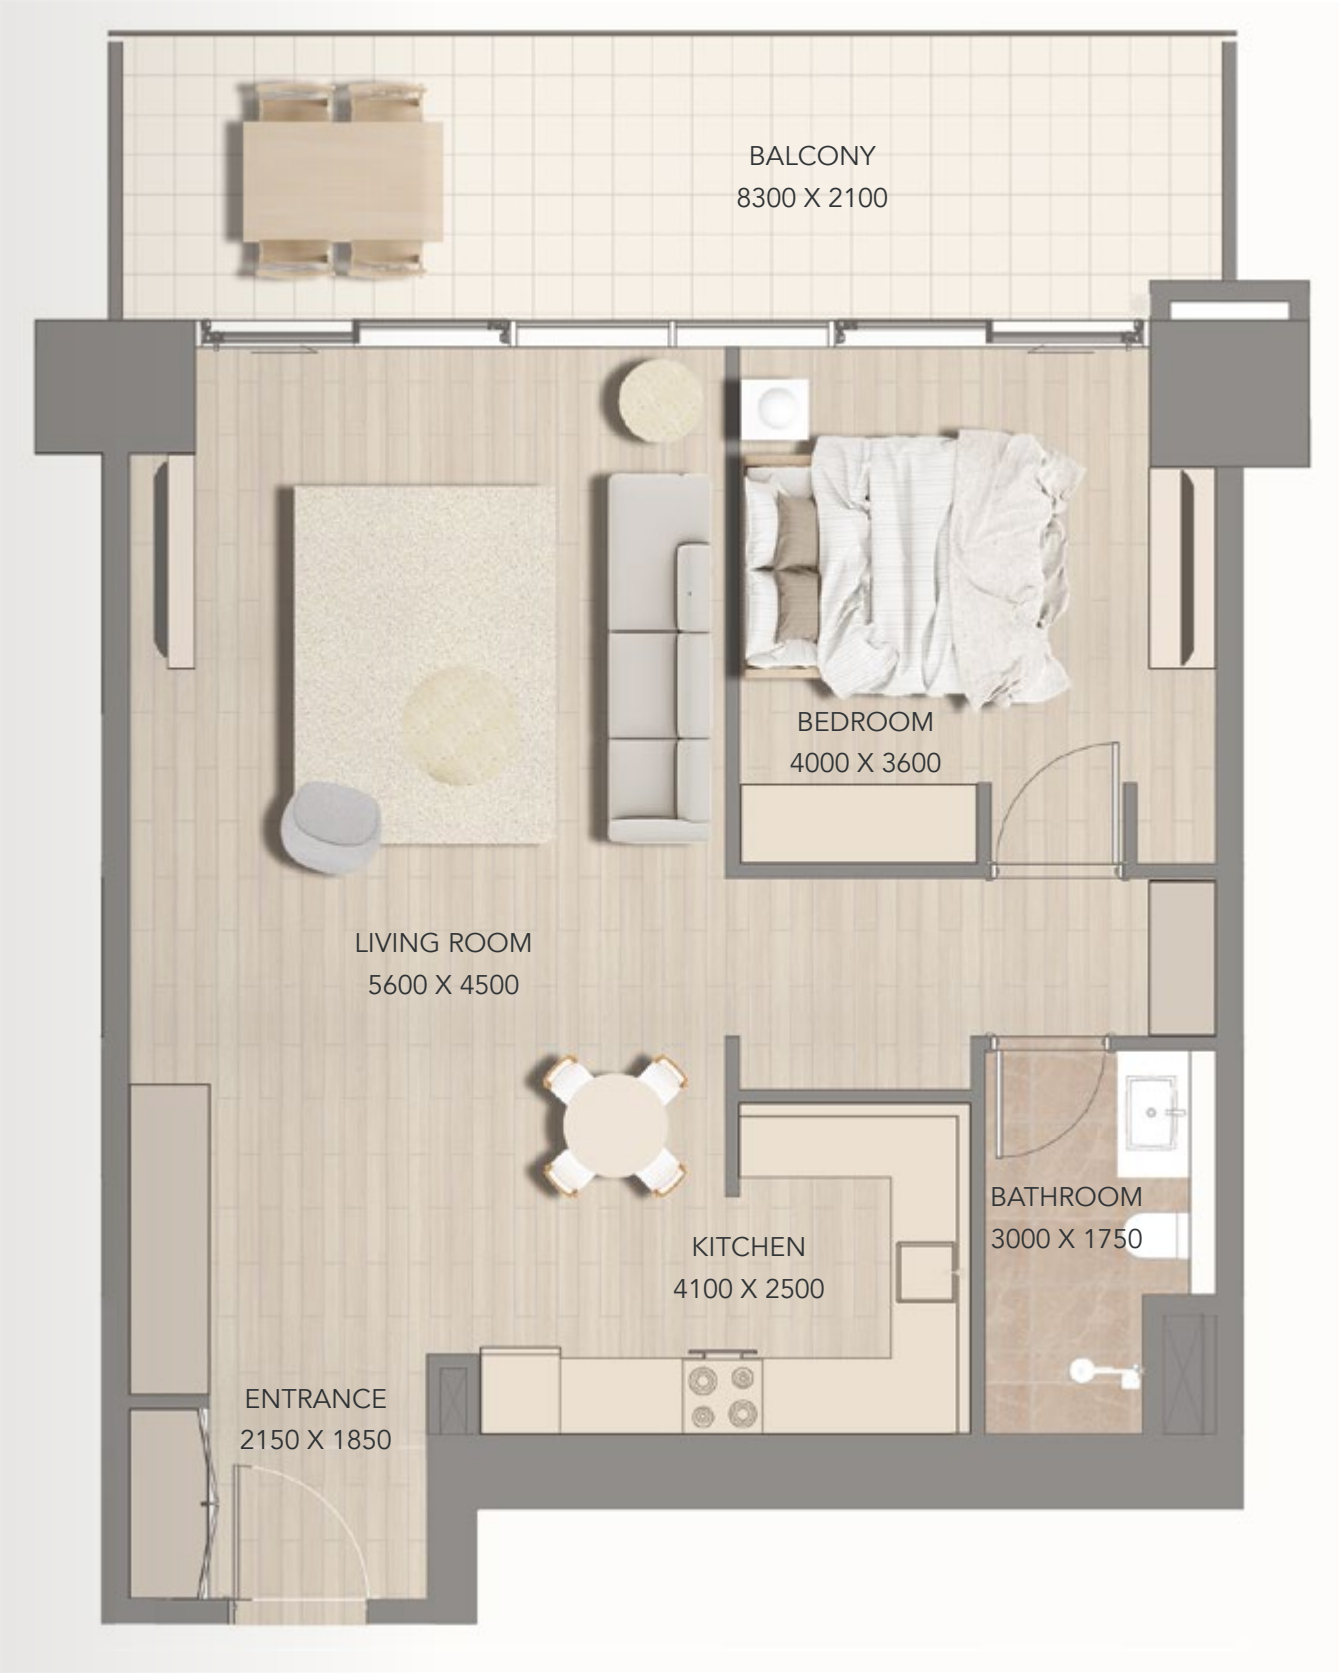 BALCONY
8300 X 2100
BEDROOM
4000 X 3600
LIVING ROOM
5600 X 4500
BATHROOM
3000 X 1750
KITCHEN
4100 X 2500
ENTRANCE
2150 X 1850